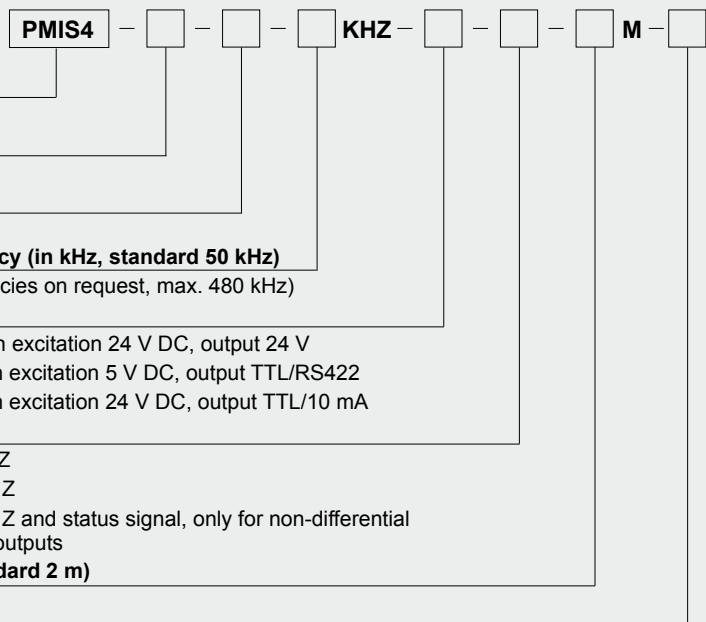 PMIS4 – – – KHZ – – – M –
cy (in kHz, standard 50 kHz)
cies on request, max. 480 kHz)
n excitation 24 V DC, output 24 V
n excitation 5 V DC, output TTL/RS422
n excitation 24 V DC, output TTL/10 mA
Z
Z
Z and status signal, only for non-differential
outputs
dard 2 m)